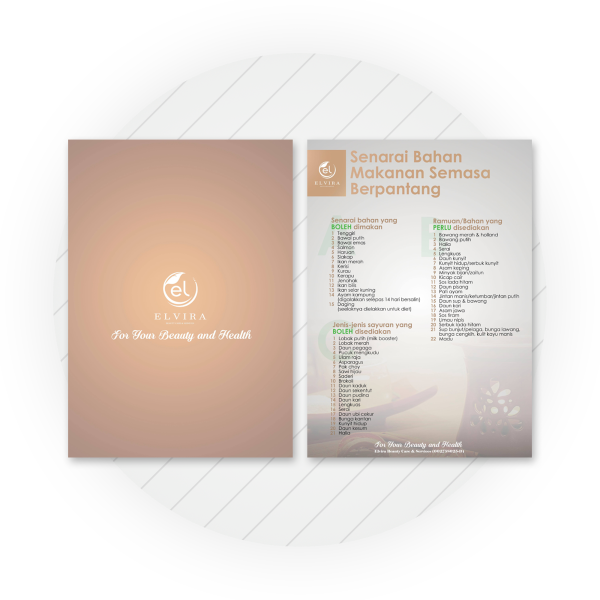 el
ELVIRA
For Your Beauty and Health
el
ELVIRA
Senarai Bahan
Makanan Semasa
Berpantang
Senarai bahan yang
BOLEH dimakan
1 Tenggiri
2 Bawal putih
3 Bawal emas
4 Salmon
5 Haruan
6 Siakap
7 Ikan merah
8 Kerisi
9 Kurau
10 Kerapu
11 Jenahak
12 Ikan bilis
13 Ikan selar kuning
14 Ayam kampung
(digalakkan selepas 14 hari bersalin)
15 Daging
(seeloknya dielakkan untuk diet)
Jenis-jenis sayuran yang
BOLEH disediakan
1 Lobak putih (milk booster)
2 Lobak merah
3 Daun pegaga
4 Pucuk mengkudu
5 Ulam raja
6 Asparagus
7 Pak choy
8 Sawi hijau
9 Saderi
10 Brokoli
11 Daun kaduk
12 Daun sekentut
13 Daun pudina
14 Daun kari
15 Lengkuas
16 Serai
17 Daun ubi cakur
18 Bunga kantan
19 Kunyit hidup
20 Daun kesum
21 Halia
Ramuan/Bahan yang
PERLU disediakan
1 Bawang merah & holland
2 Bawang putih
3 Halia
4 Serai
5 Lengkuas
6 Daun kunyit
7 Kunyit hidup/serbuk kunyit
8 Asam keping
9 Minyak bijan/zaitun
10 Kicap cair
11 Sos lada hitam
12 Daun pisang
13 Pati ayam
14 Jintan manis/ketumbar/jintan putih
15 Daun sup & bawang
16 Daun kari
17 Asam jawa
18 Sos tiram
19 Limau nipis
20 Serbuk lada hitam
21 Sup bunjut/pelaga, bunga lawang,
bunga cengkih, kulit kayu manis
22 Madu
For Your Beauty and Health